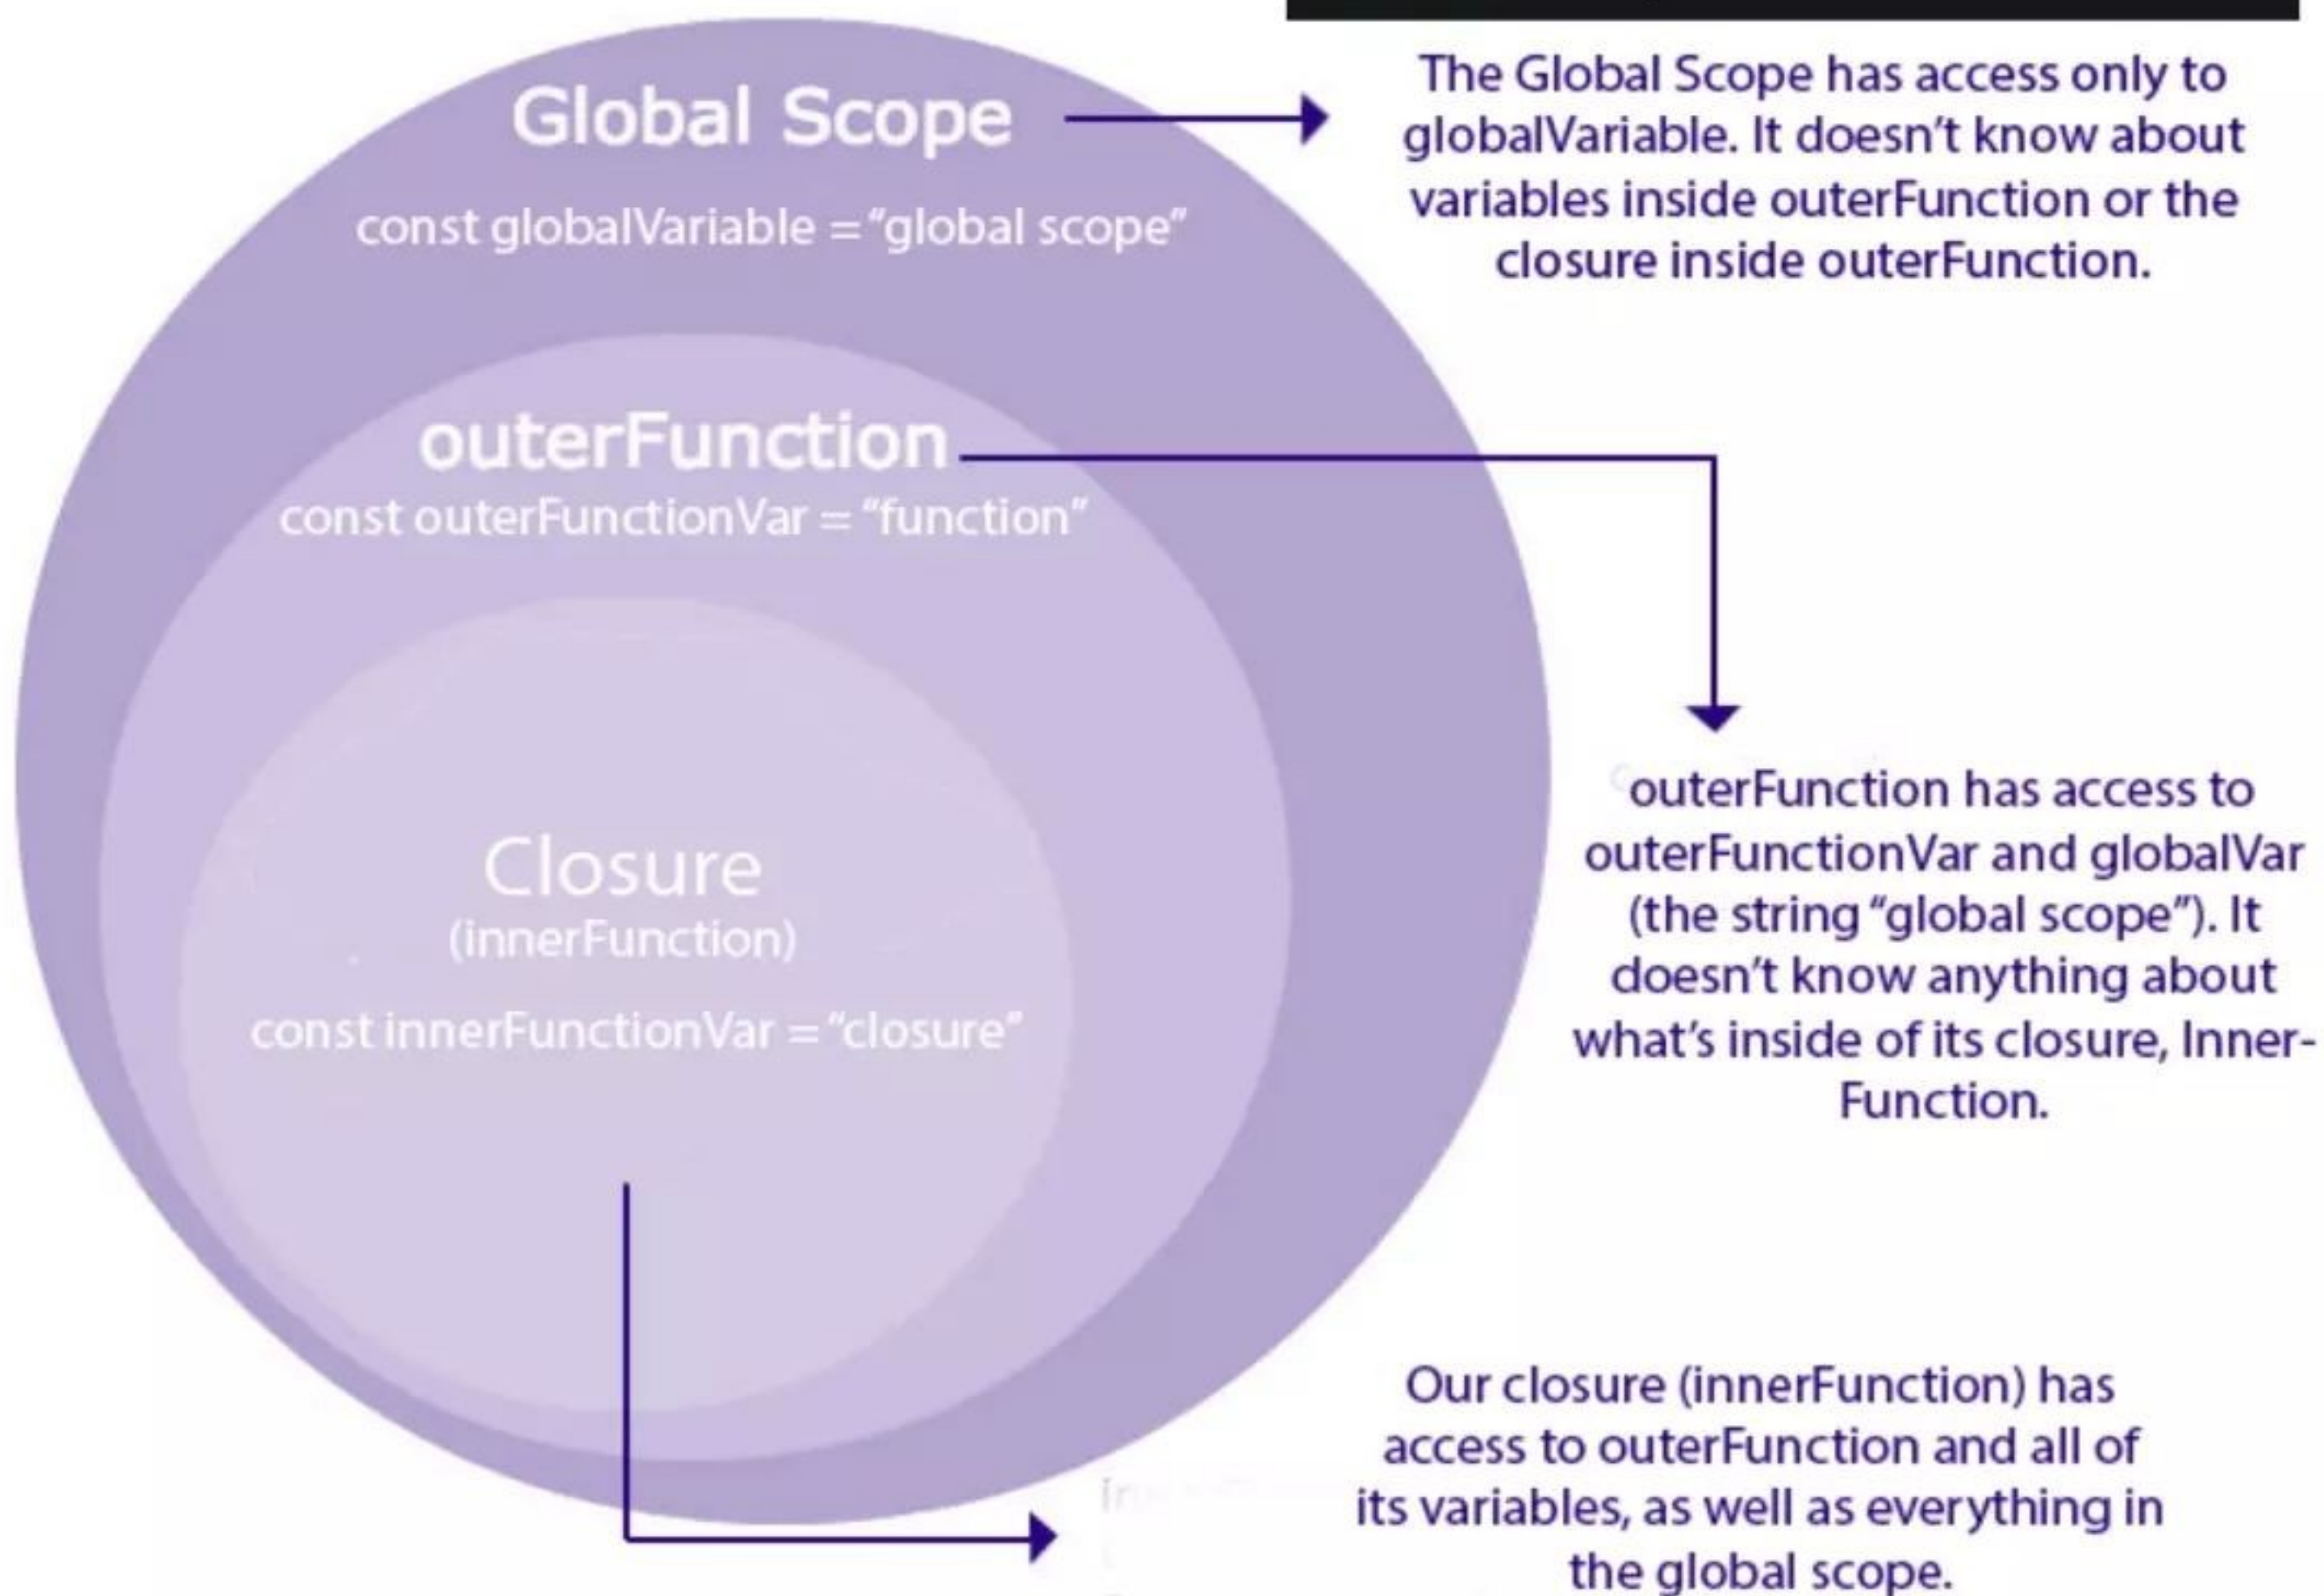 Global Scope
const globalVariable = “global scope”
outerFunction
const outerFunctionVar = “function”
Closure
(innerFunction)
const innerFunctionVar = “closure”
The Global Scope has access only to
globalVariable. It doesn’t know about
variables inside outerFunction or the
closure inside outerFunction.
outerFunction has access to
outerFunctionVar and globalVar
(the string “global scope”). It
doesn’t know anything about
what’s inside of its closure, Inner-
Function.
Our closure (innerFunction) has
access to outerFunction and all of
its variables, as well as everything in
the global scope.